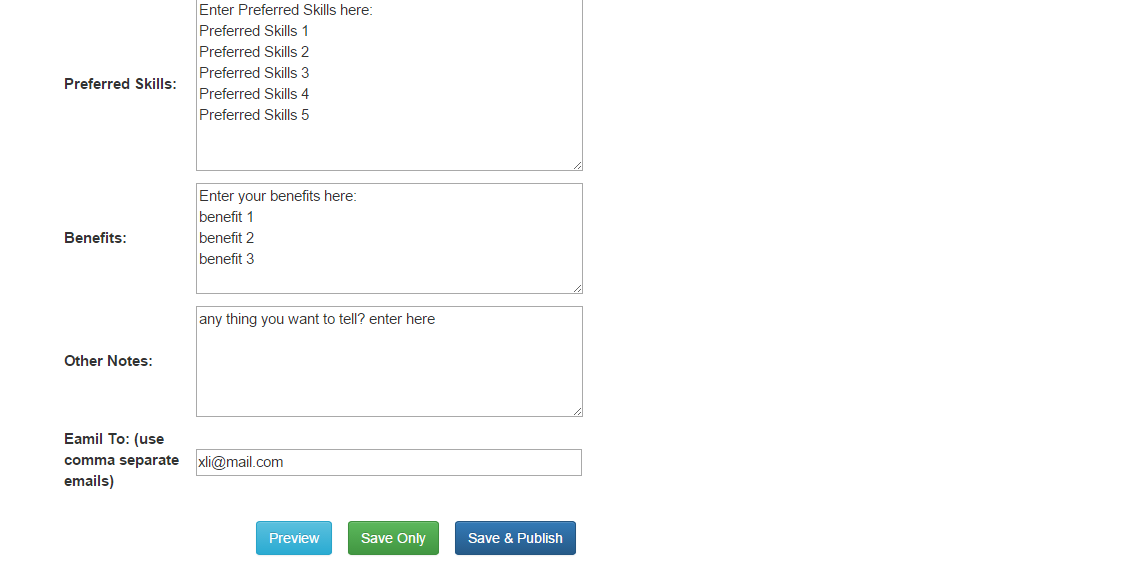 Enter Preferred Skills here:
Preferred Skills 1
Preferred Skills 2
Preferred Skills 3
Preferred Skills:
Preferred Skills 4
Preferred Skills 5
Enter your benefits here:
benefit 1
Benefits:
benefit 2
benefit 3
any thing you want to tell? enter here
Other Notes:
Eamil To: (use
comma separate
emails)
xli@mail.com
Preview
Save Only
Save & Publish